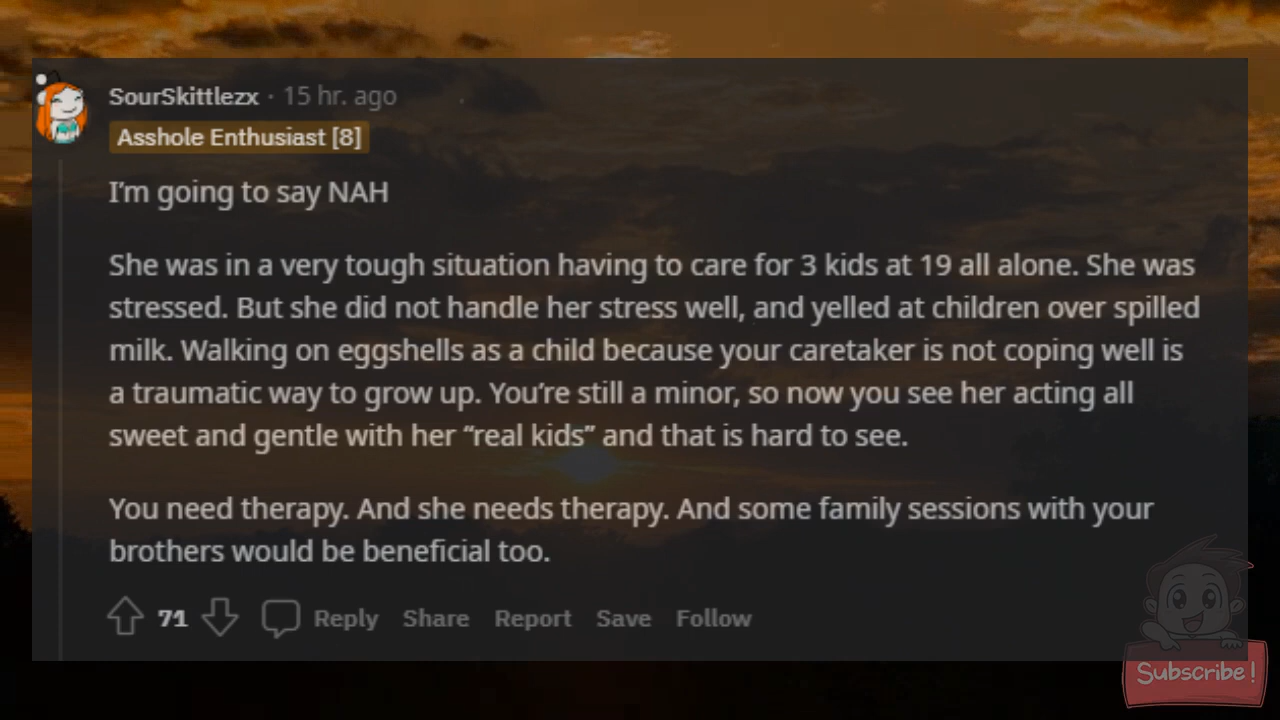 SourSkittlezx · 15 hr. ago
Asshole Enthusiast [8]
I'm going to say NAH
She was in a very tough situation having to care for 3 kids at 19 all alone. She was
stressed. But she did not handle her stress well, and yelled at children over spilled
milk. Walking on eggshells as a child because your caretaker is not coping well is
a traumatic way to grow up. You're still a minor, so now you see her acting all
sweet and gentle with her “real kids” and that is hard to see.
You need therapy. And she needs therapy. And some family sessions with your
brothers would be beneficial too.
71 Reply Share Report Save Follow
Subscribe!